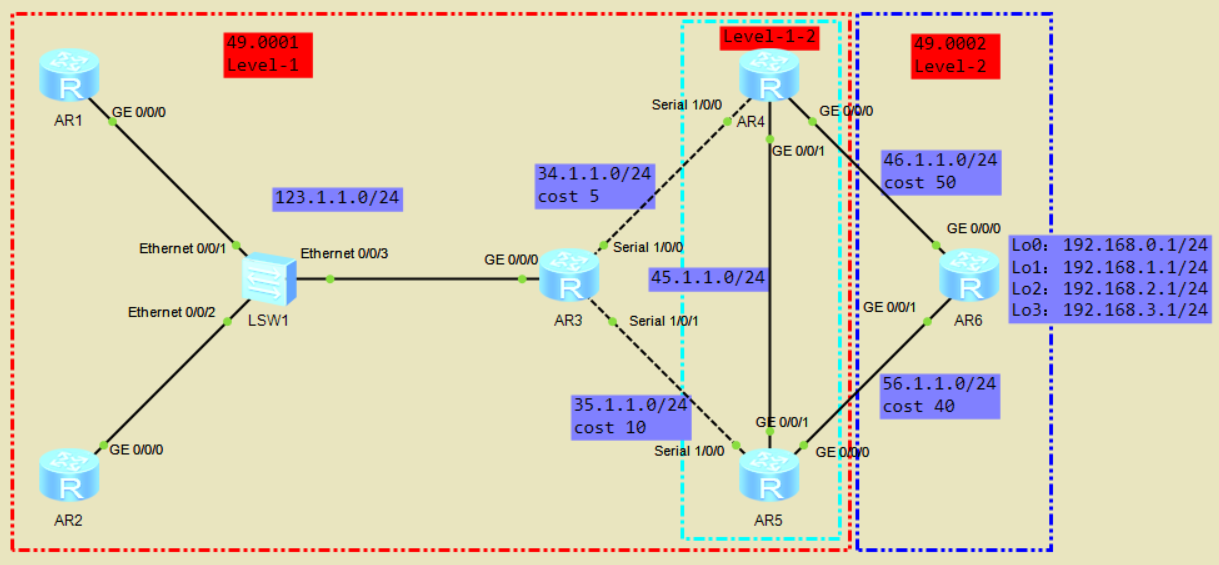 49.0001
Level-1
Level-1-2
49.0002
Level-2
R
AR1
GE 0/0/0
Serial 1/0/0
R
AR4
GE 0/0/0
GE 0/0/1
34.1.1.0/24
cost 5
46.1.1.0/24
cost 50
123.1.1.0/24
Ethernet 0/0/1
Ethernet 0/0/3
GE 0/0/0
Serial 1/0/0
GE 0/0/0
Lo0: 192.168.0.1/24
Lo1: 192.168.1.1/24
Lo2: 192.168.2.1/24
Lo3: 192.168.3.1/24
45.1.1.0/24
R
R
Ethernet 0/0/2
LSW1
AR3
Serial 1/0/1
GE 0/0/1
AR6
35.1.1.0/24
cost 10
56.1.1.0/24
cost 40
GE 0/0/1
GE 0/0/0
R
AR2
Serial 1/0/0
GE 0/0/0
R
AR5